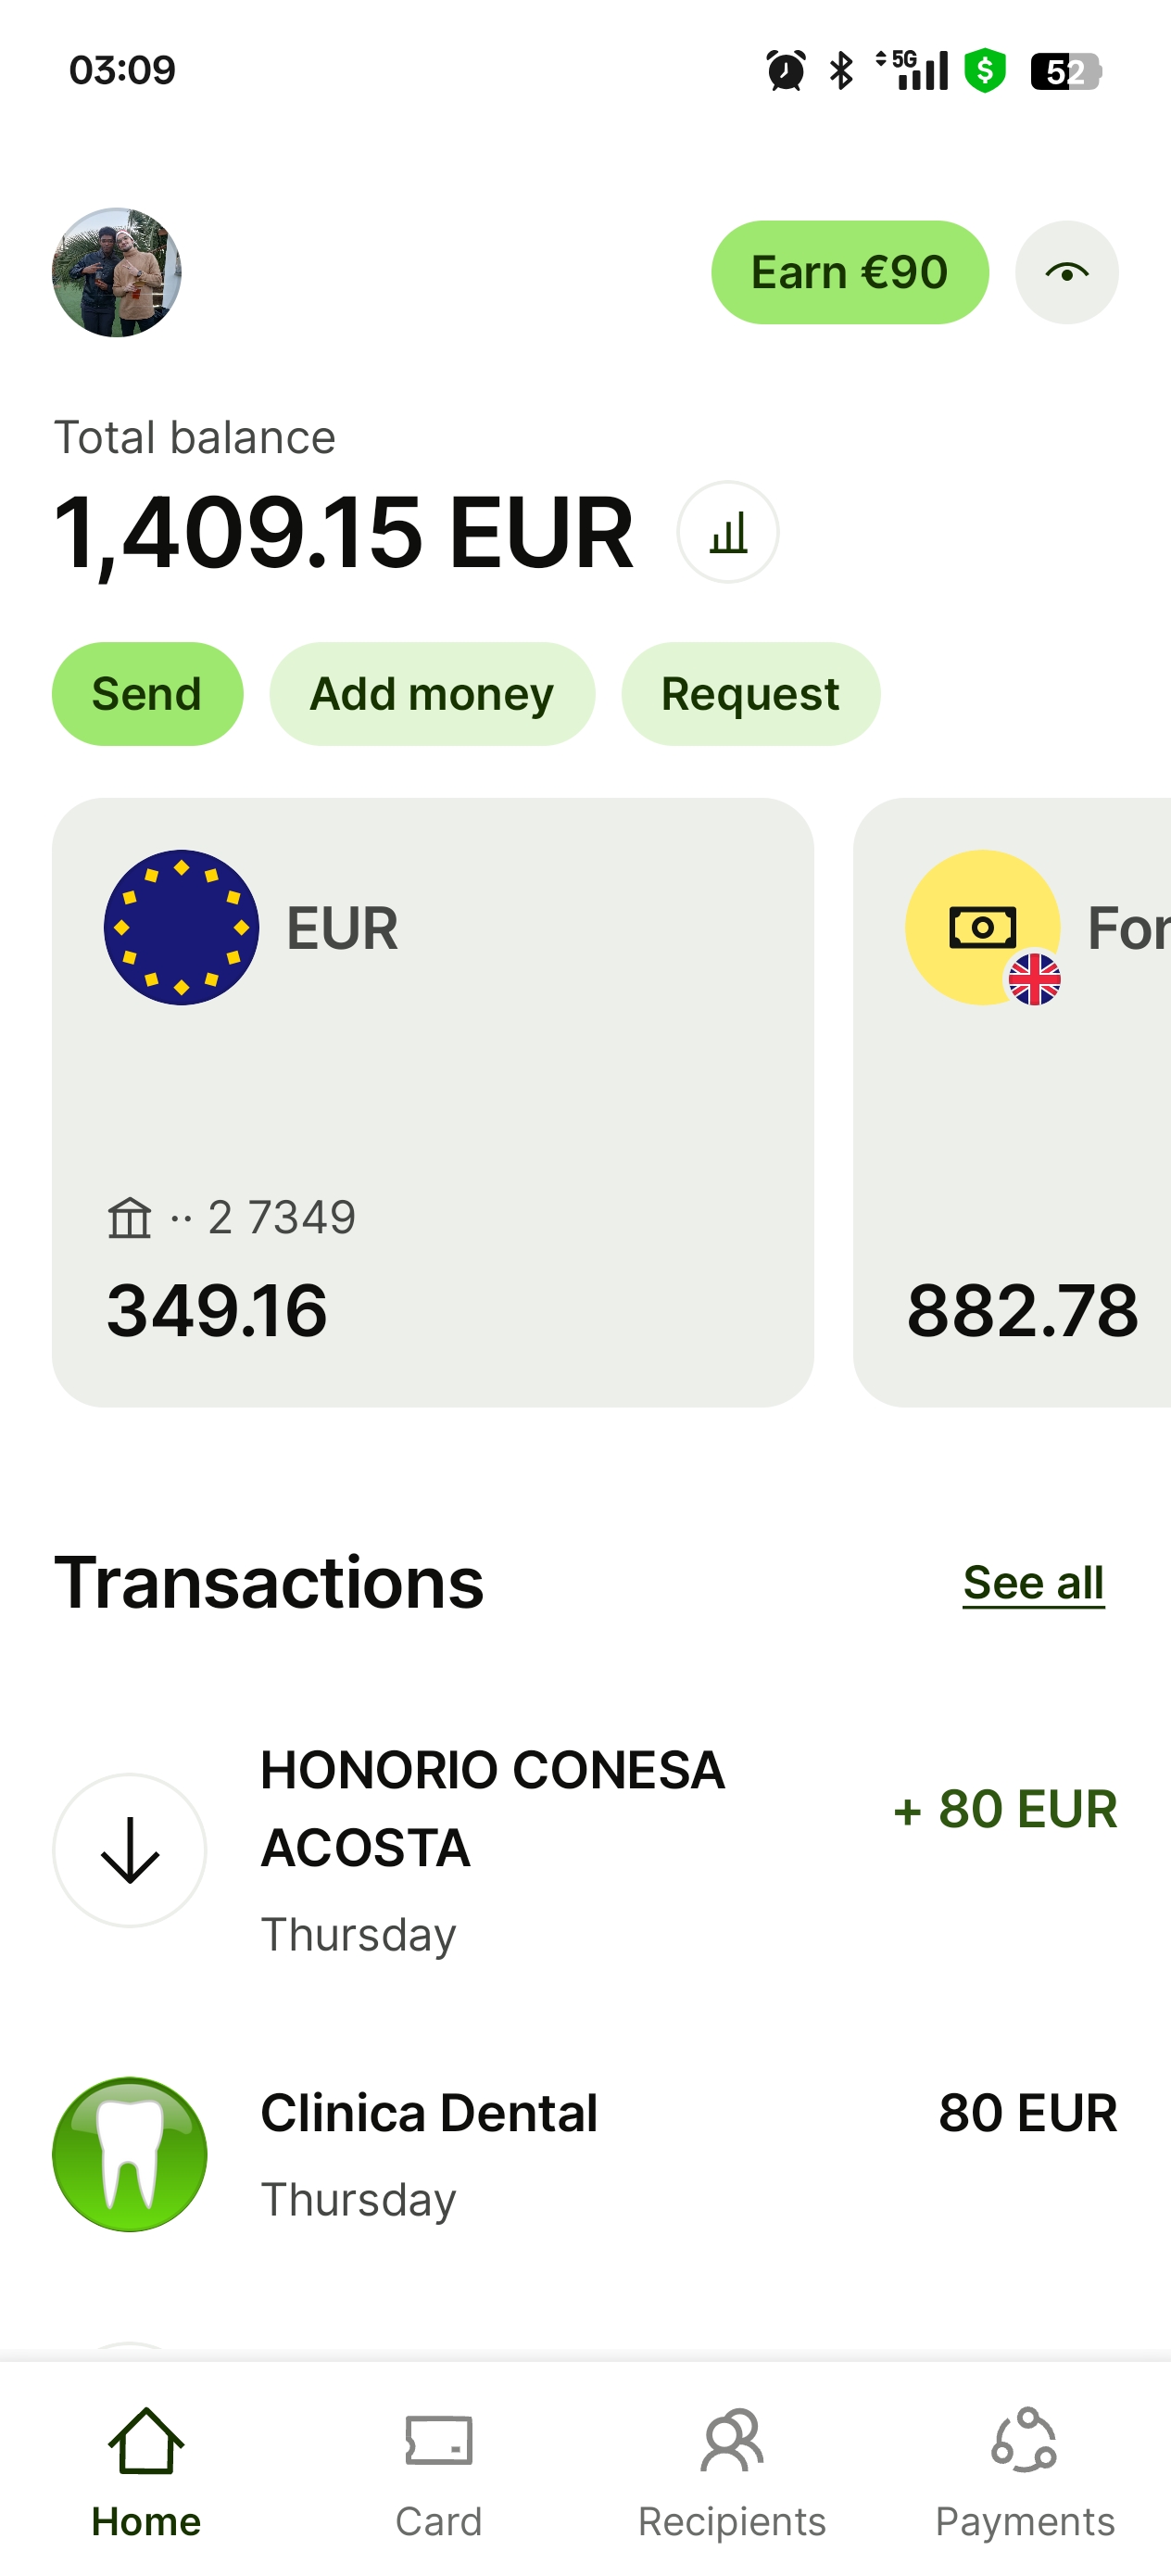 03:09
5G
$
52
Earn €90
Total balance
1,409.15 EUR
Send
Add money
Request
EUR
For
·· 2 7349
349.16
882.78
Transactions
See all
HONORIO CONESA
ACOSTA
+ 80 EUR
Thursday
Clinica Dental
80 EUR
Thursday
Home
Card
Recipients
Payments